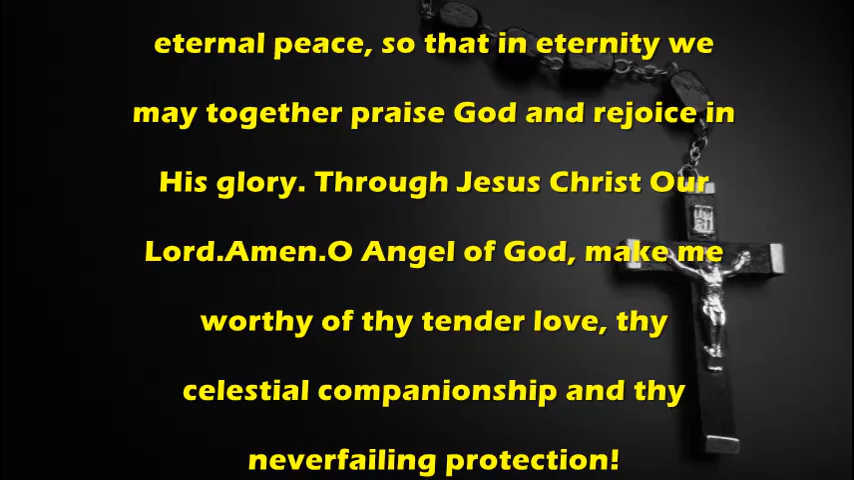 eternal peace, so that in eternity we
may together praise God and rejoice in
His glory. Through Jesus Christ Our
Lord.Amen.O Angel of God, make me
worthy of thy tender love, thy
celestial companionship and thy
neverfailing protection!